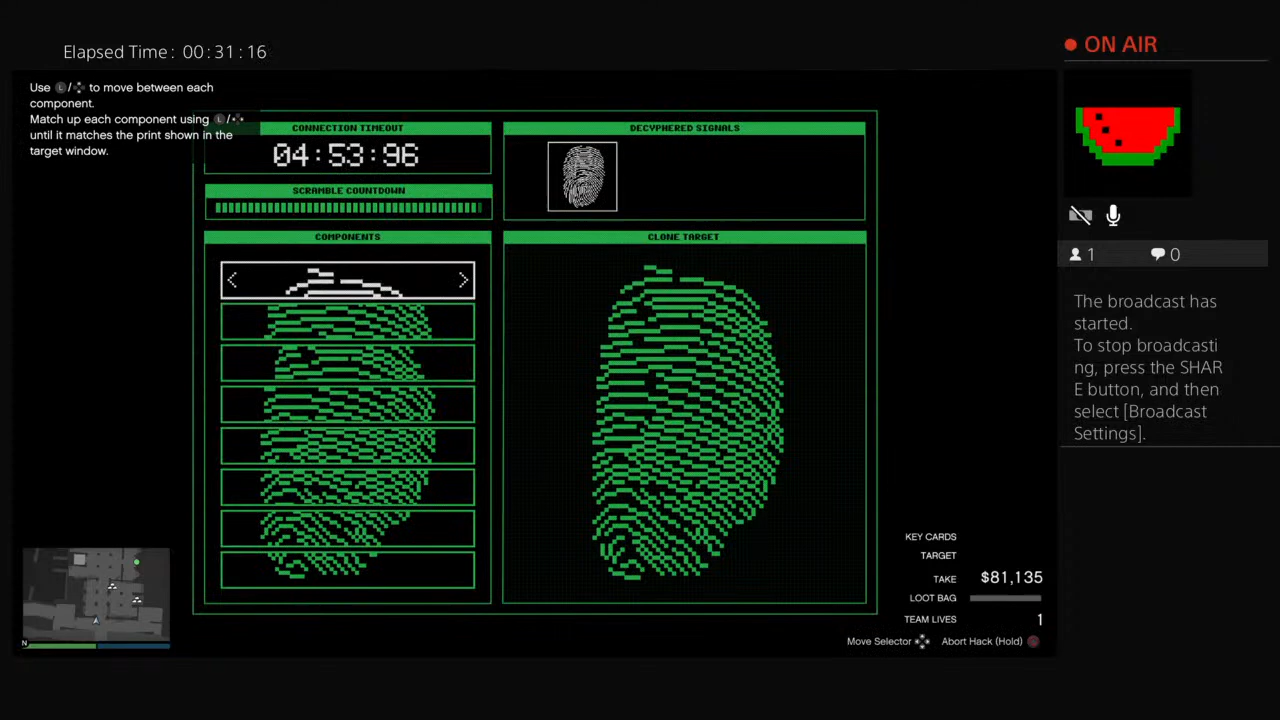 Elapsed Time: 00:31:16
ON AIR
Use L/ to move between each
component.
Match up each component using L/
until it matches the print shown in the
target window.
CONNECTION TIMEOUT
04:53:96
SCRAMBLE COUNTDOWN
DECYPHERED SIGNALS
COMPONENTS
CLONE TARGET
< >
1 0
The broadcast has
started.
To stop broadcasti
ng, press the SHAR
E button, and then
select [Broadcast
Settings].
KEY CARDS
TARGET
TAKE $81,135
LOOT BAG
TEAM LIVES 1
Move Selector Abort Hack (Hold)
N